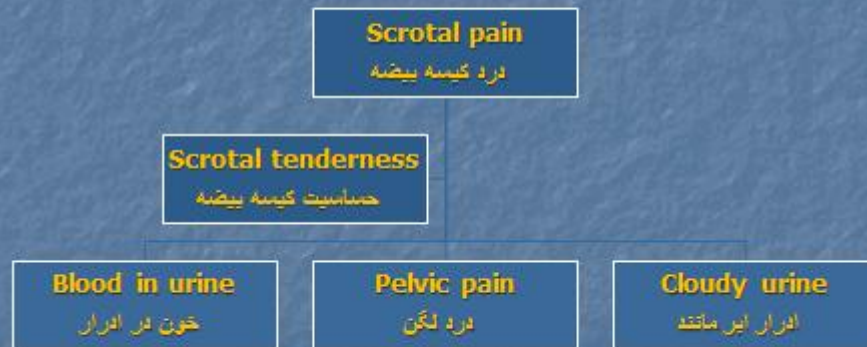 Scrotal pain
درد کیسه بیضه
Scrotal tenderness
حساسیت کیسه بیضه
Blood in urine
خون در ادرار
Pelvic pain
درد لگن
Cloudy urine
ادرار ابر مانند